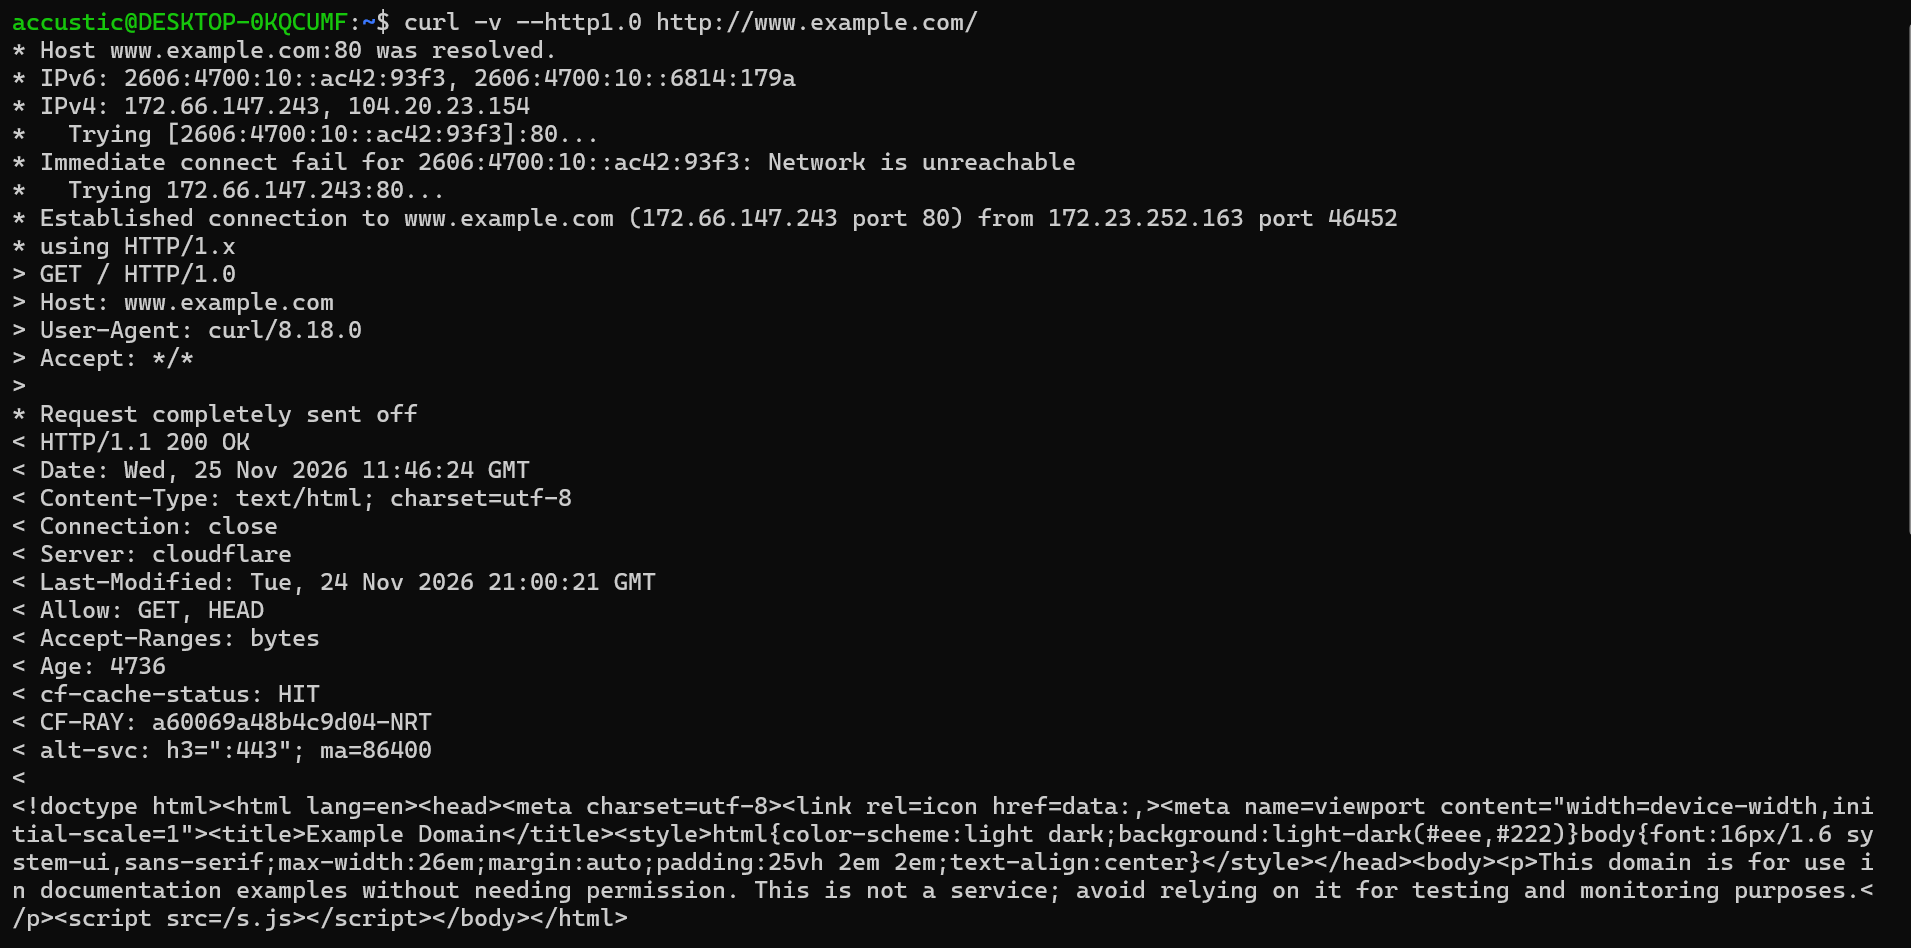 accustic@DESKTOP-0KQCUMF:~$ curl -v --http1.0 http://www.example.com/
* Host www.example.com:80 was resolved.
* IPv6: 2606:4700:10::ac42:93f3, 2606:4700:10::6814:179a
* IPv4: 172.66.147.243, 104.20.23.154
*   Trying [2606:4700:10::ac42:93f3]:80...
* Immediate connect fail for 2606:4700:10::ac42:93f3: Network is unreachable
*   Trying 172.66.147.243:80...
* Established connection to www.example.com (172.66.147.243 port 80) from 172.23.252.163 port 46452
* using HTTP/1.x
> GET / HTTP/1.0
> Host: www.example.com
> User-Agent: curl/8.18.0
> Accept: */*
>
* Request completely sent off
< HTTP/1.1 200 OK
< Date: Wed, 25 Nov 2026 11:46:24 GMT
< Content-Type: text/html; charset=utf-8
< Connection: close
< Server: cloudflare
< Last-Modified: Tue, 24 Nov 2026 21:00:21 GMT
< Allow: GET, HEAD
< Accept-Ranges: bytes
< Age: 4736
< cf-cache-status: HIT
< CF-RAY: a60069a48b4c9d04-NRT
< alt-svc: h3=":443"; ma=86400
<
<!doctype html><html lang=en><head><meta charset=utf-8><link rel=icon href=data:,><meta name=viewport content="width=device-width,ini
tial-scale=1"><title>Example Domain</title><style>html{color-scheme:light dark;background:light-dark(#eee,#222)}body{font:16px/1.6 sy
stem-ui,sans-serif;max-width:26em;margin:auto;padding:25vh 2em 2em;text-align:center}</style></head><body><p>This domain is for use i
n documentation examples without needing permission. This is not a service; avoid relying on it for testing and monitoring purposes.<
/p><script src=/s.js></script></body></html>